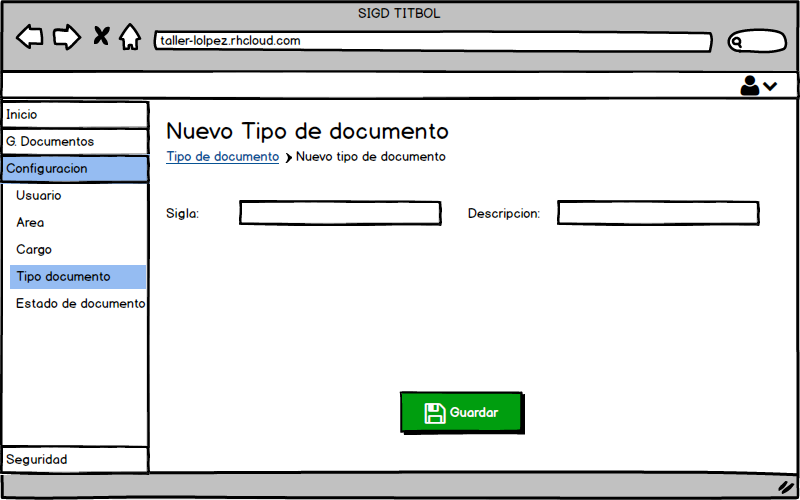 SIGD TITBOL
taller-lolpez.rhcloud.com
Inicio
G. Documentos
Configuracion
Usuario
Area
Cargo
Tipo documento
Estado de documento
Seguridad
Nuevo Tipo de documento
Tipo de documento Nuevo tipo de documento
Sigla: Descripcion:
Guardar